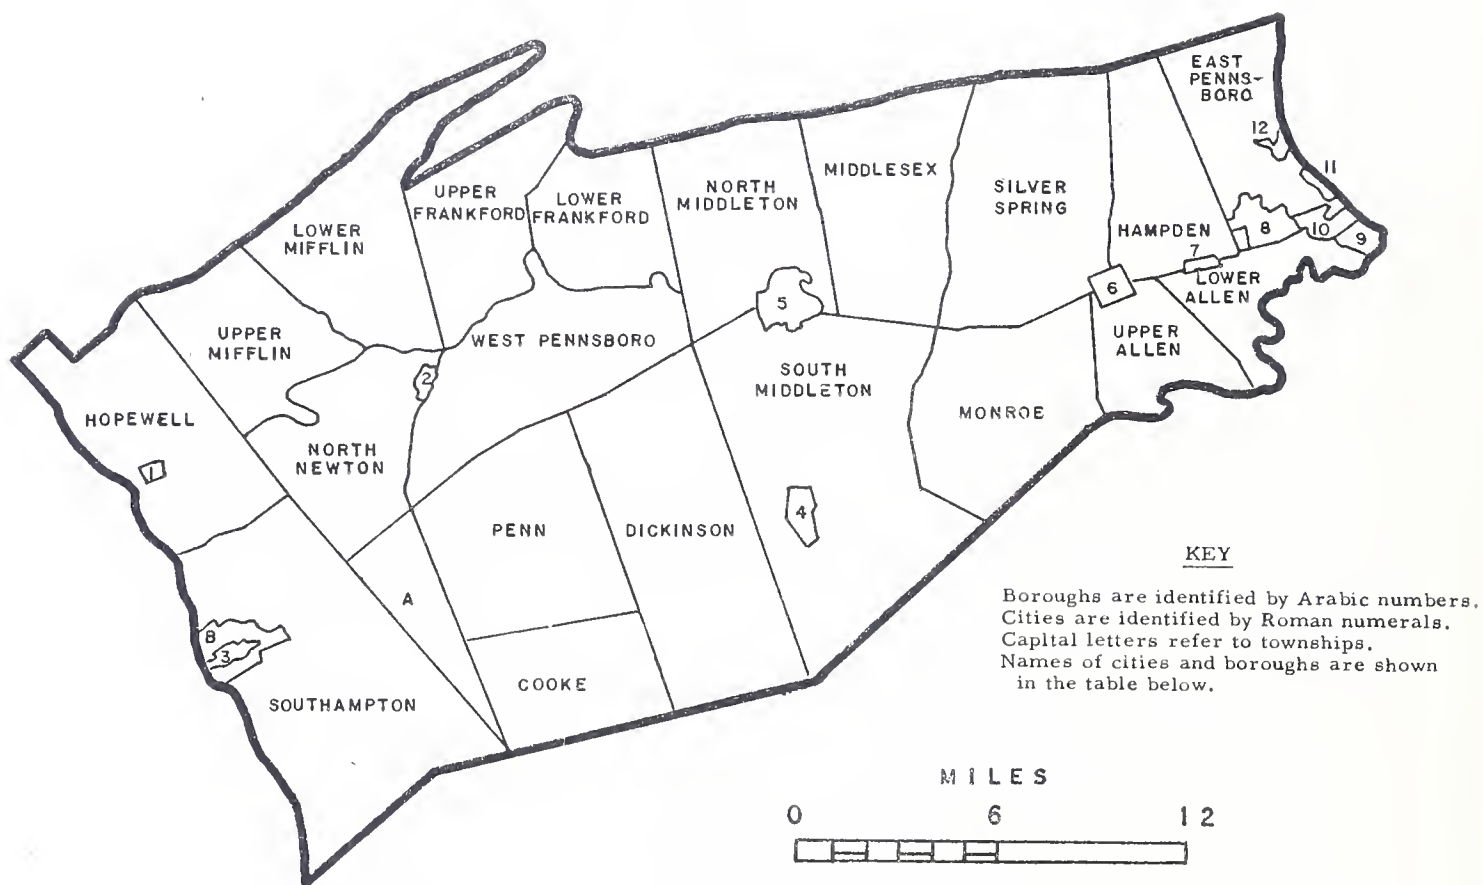 EAST
PENNS-
BORO.
12
11
MIDDLESEX
UPPER
FRANKFORD
LOWER
FRANKFORD
NORTH
MIDDLETON
SILVER
SPRING
LOWER
MIFFLIN
HAMPDEN
8
10
9
7
LOWER
ALLEN
6
5
UPPER
MIFFLIN
WEST PENNSBORO
UPPER
ALLEN
2
SOUTH
MIDDLETON
HOPEWELL
MONROE
NORTH
NEWTON
1
4
PENN
DICKINSON
A
B
3
COOKE
SOUTHAMPTON
KEY
Boroughs are identified by Arabic numbers.
Cities are identified by Roman numerals.
Capital letters refer to townships.
Names of cities and boroughs are shown
in the table below.
MILES
0 6 12